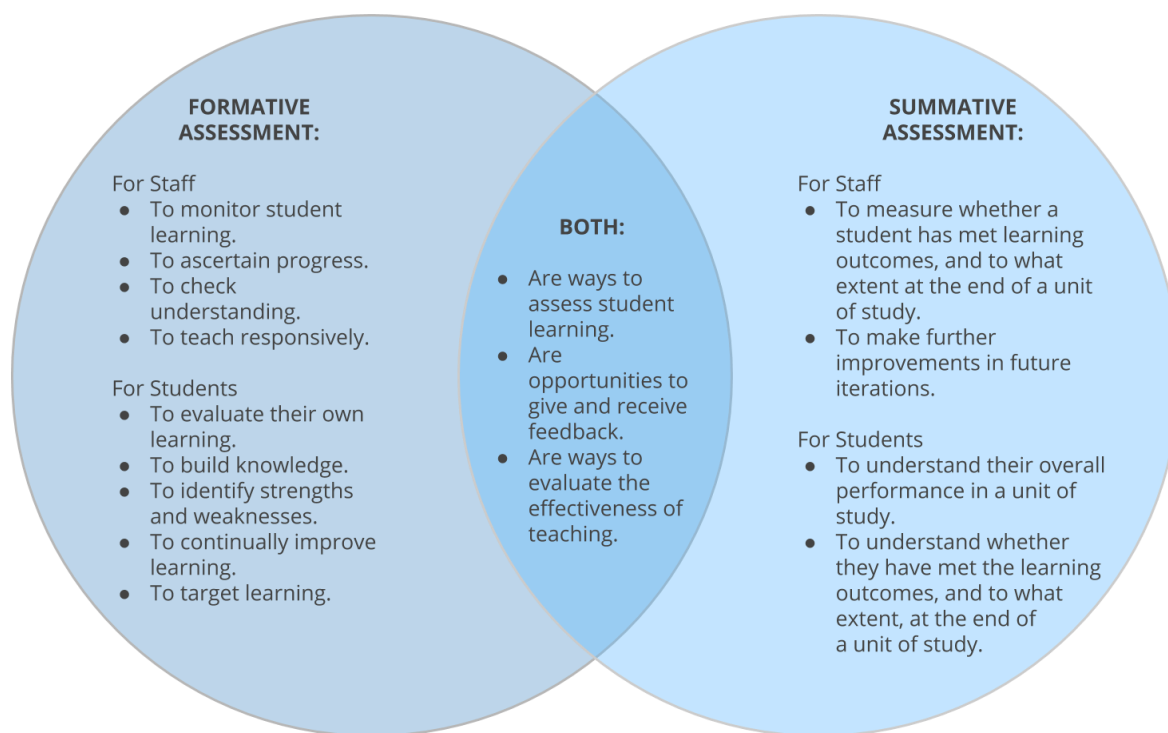 FORMATIVE
ASSESSMENT:
For Staff
● To monitor student
learning.
● To ascertain progress.
● To check
understanding.
● To teach responsively.
For Students
● To evaluate their own
learning.
● To build knowledge.
● To identify strengths
and weaknesses.
● To continually improve
learning.
● To target learning.
BOTH:
● Are ways to
assess student
learning.
● Are
opportunities to
give and receive
feedback.
● Are ways to
evaluate the
effectiveness of
teaching.
SUMMATIVE
ASSESSMENT:
For Staff
● To measure whether a
student has met learning
outcomes, and to what
extent at the end of a unit
of study.
● To make further
improvements in future
iterations.
For Students
● To understand their overall
performance in a unit of
study.
● To understand whether
they have met the learning
outcomes, and to what
extent, at the end of
a unit of study.